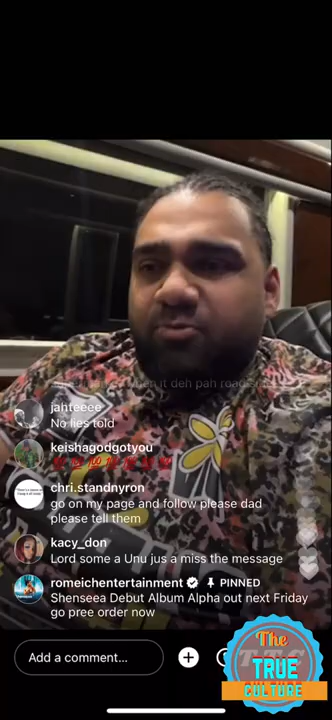 jahteeee
No lies told
keishagodgotyou
💯 💯 💯 💯 💯 💯 💯
chri.standnyron
go on my page and follow please dad
please tell them
kacy_don
Lord some a Unu jus a miss the message
romeichentertainment PINNED
Shenseea Debut Album Alpha out next Friday
go pree order now
Add a comment...
The
TRUE
CULTURE